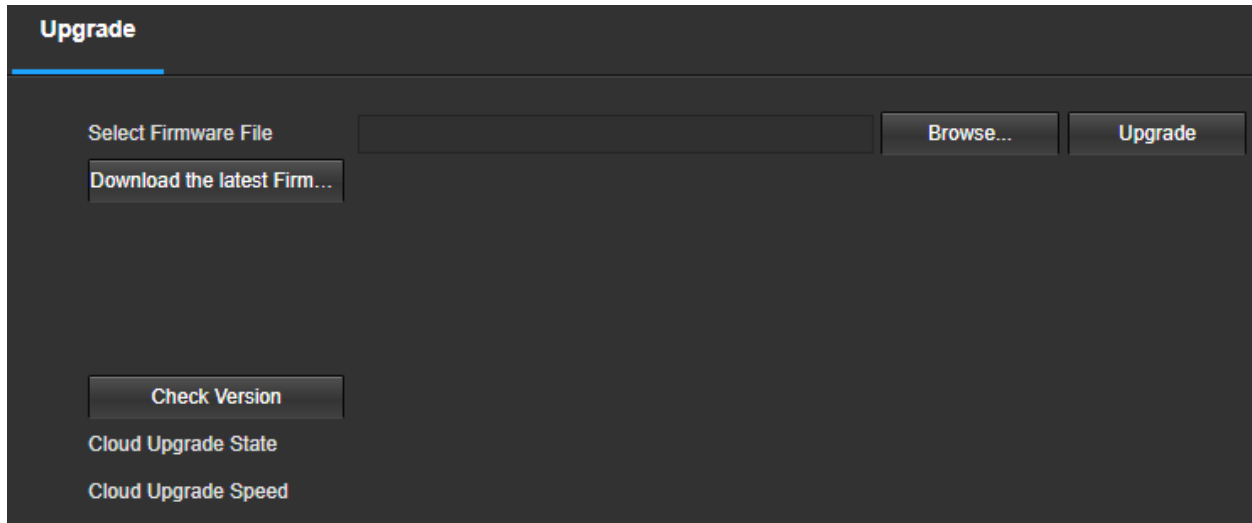 Upgrade
Select Firmware File Browse... Upgrade
Download the latest Firm...
Check Version
Cloud Upgrade State
Cloud Upgrade Speed